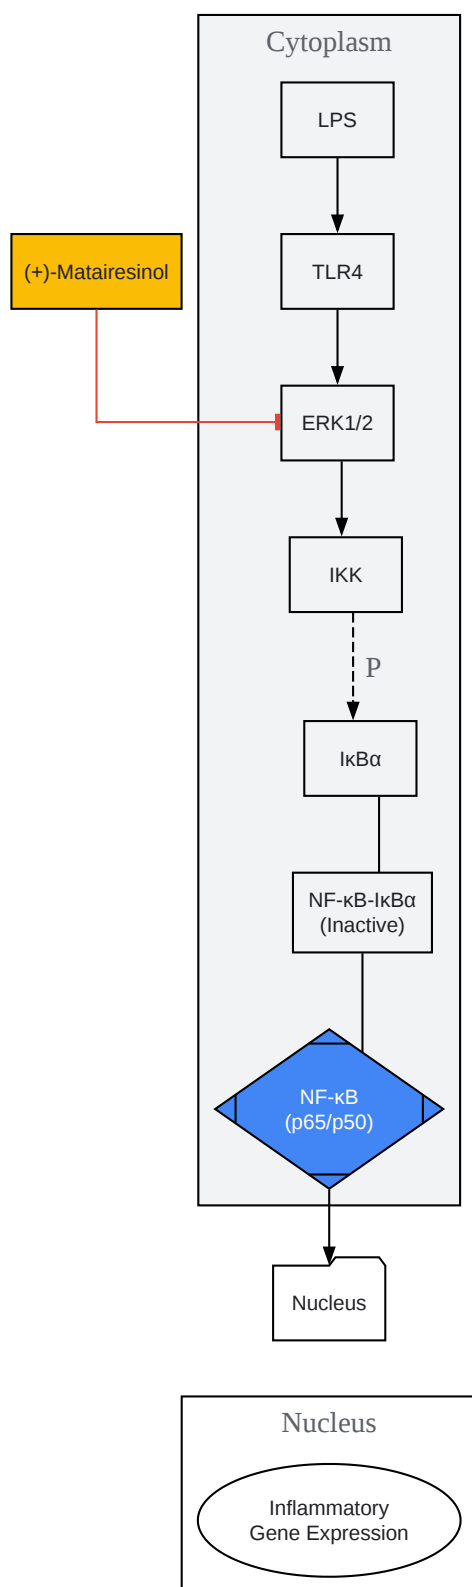 Cytoplasm
LPS
(+)-Matairesinol
TLR4
ERK1/2
IKK
P
IκBα
NF-κB-IκBα
(Inactive)
NF-κB
(p65/p50)
Nucleus
Nucleus
Inflammatory
Gene Expression